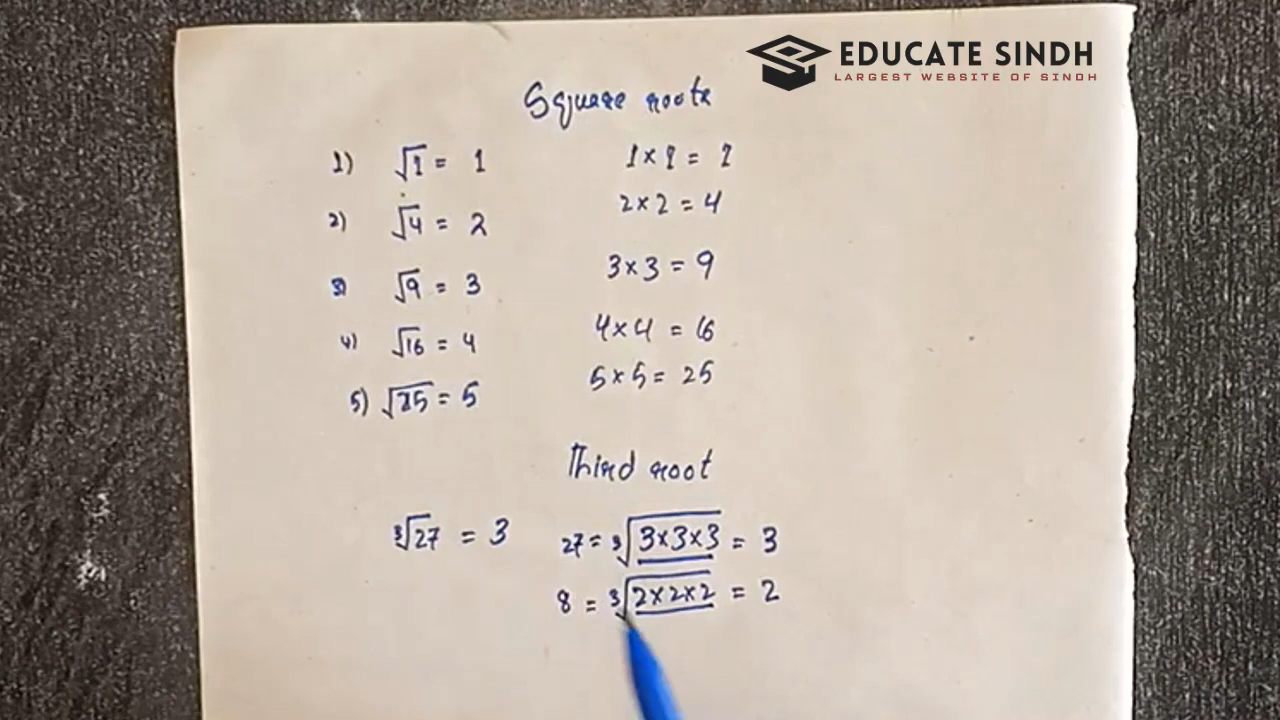 EDUCATE SINDH
LARGEST WEBSITE OF SINDH
Square roots
1) √1 = 1
1 × 1 = 1
2) √4 = 2
2 × 2 = 4
3) √9 = 3
3 × 3 = 9
4) √16 = 4
4 × 4 = 16
5) √25 = 5
5 × 5 = 25
Third root
∛27 = 3
27 = ∛3×3×3 = 3
8 = ∛2×2×2 = 2